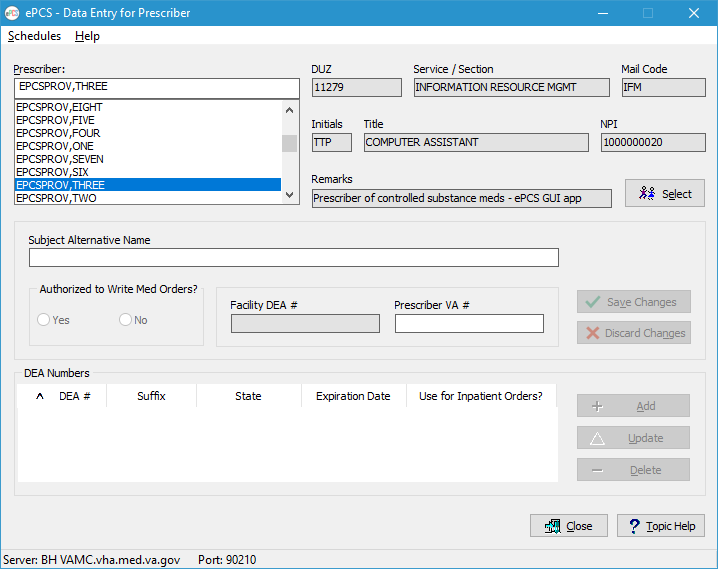 ePCS - Data Entry for Prescriber
Schedules Help
Prescriber:
EPCSPROV,THREE
EPCSPROV,EIGHT
EPCSPROV,FIVE
EPCSPROV,FOUR
EPCSPROV,ONE
EPCSPROV,SEVEN
EPCSPROV,SIX
EPCSPROV,THREE
EPCSPROV,TWO
DUZ Service / Section Mail Code
11279 INFORMATION RESOURCE MGMT IFM
Initials Title NPI
TTP COMPUTER ASSISTANT 1000000020
Remarks
Prescriber of controlled substance meds - ePCS GUI app
Select
Subject Alternative Name
Authorized to Write Med Orders?
Yes No
Facility DEA # Prescriber VA #
Save Changes
Discard Changes
DEA Numbers
DEA # Suffix State Expiration Date Use for Inpatient Orders?
Add
Update
Delete
Close ? Topic Help
Server: BH VAMC.vha.med.va.gov Port: 90210